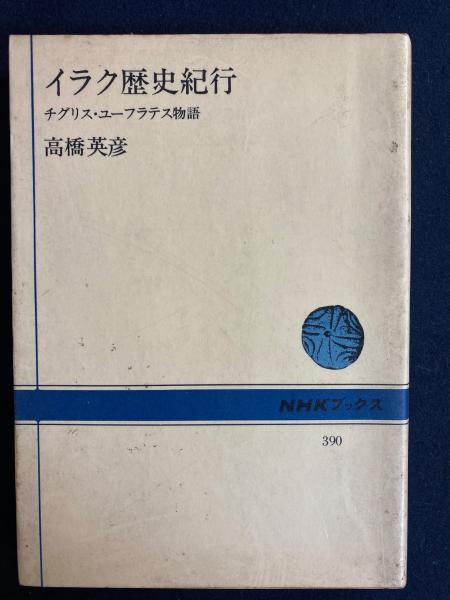 イラク歴史紀行
チグリス・ユーフラテス物語
高橋英彦
NHKブックス
390